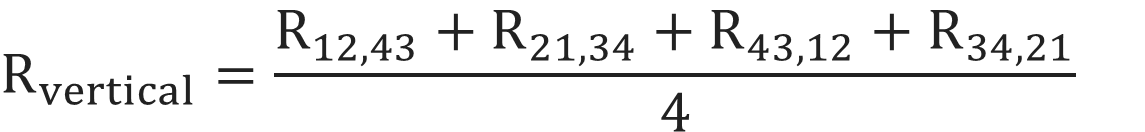 R_vertical = (R_12,43 + R_21,34 + R_43,12 + R_34,21) / 4